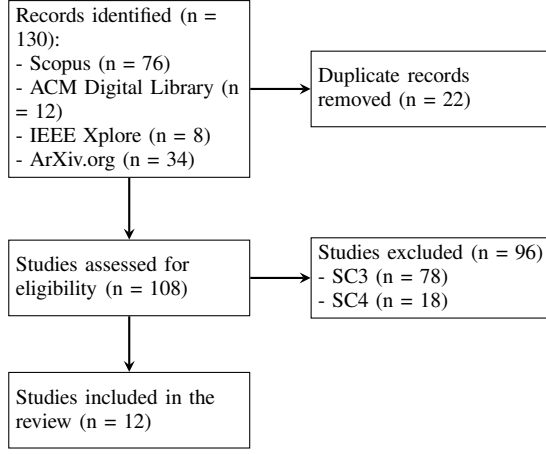 Records identified (n =
130):
- Scopus (n = 76)
- ACM Digital Library (n
= 12)
- IEEE Xplore (n = 8)
- ArXiv.org (n = 34)
Duplicate records
removed (n = 22)
Studies assessed for
eligibility (n = 108)
Studies excluded (n = 96)
- SC3 (n = 78)
- SC4 (n = 18)
Studies included in the
review (n = 12)